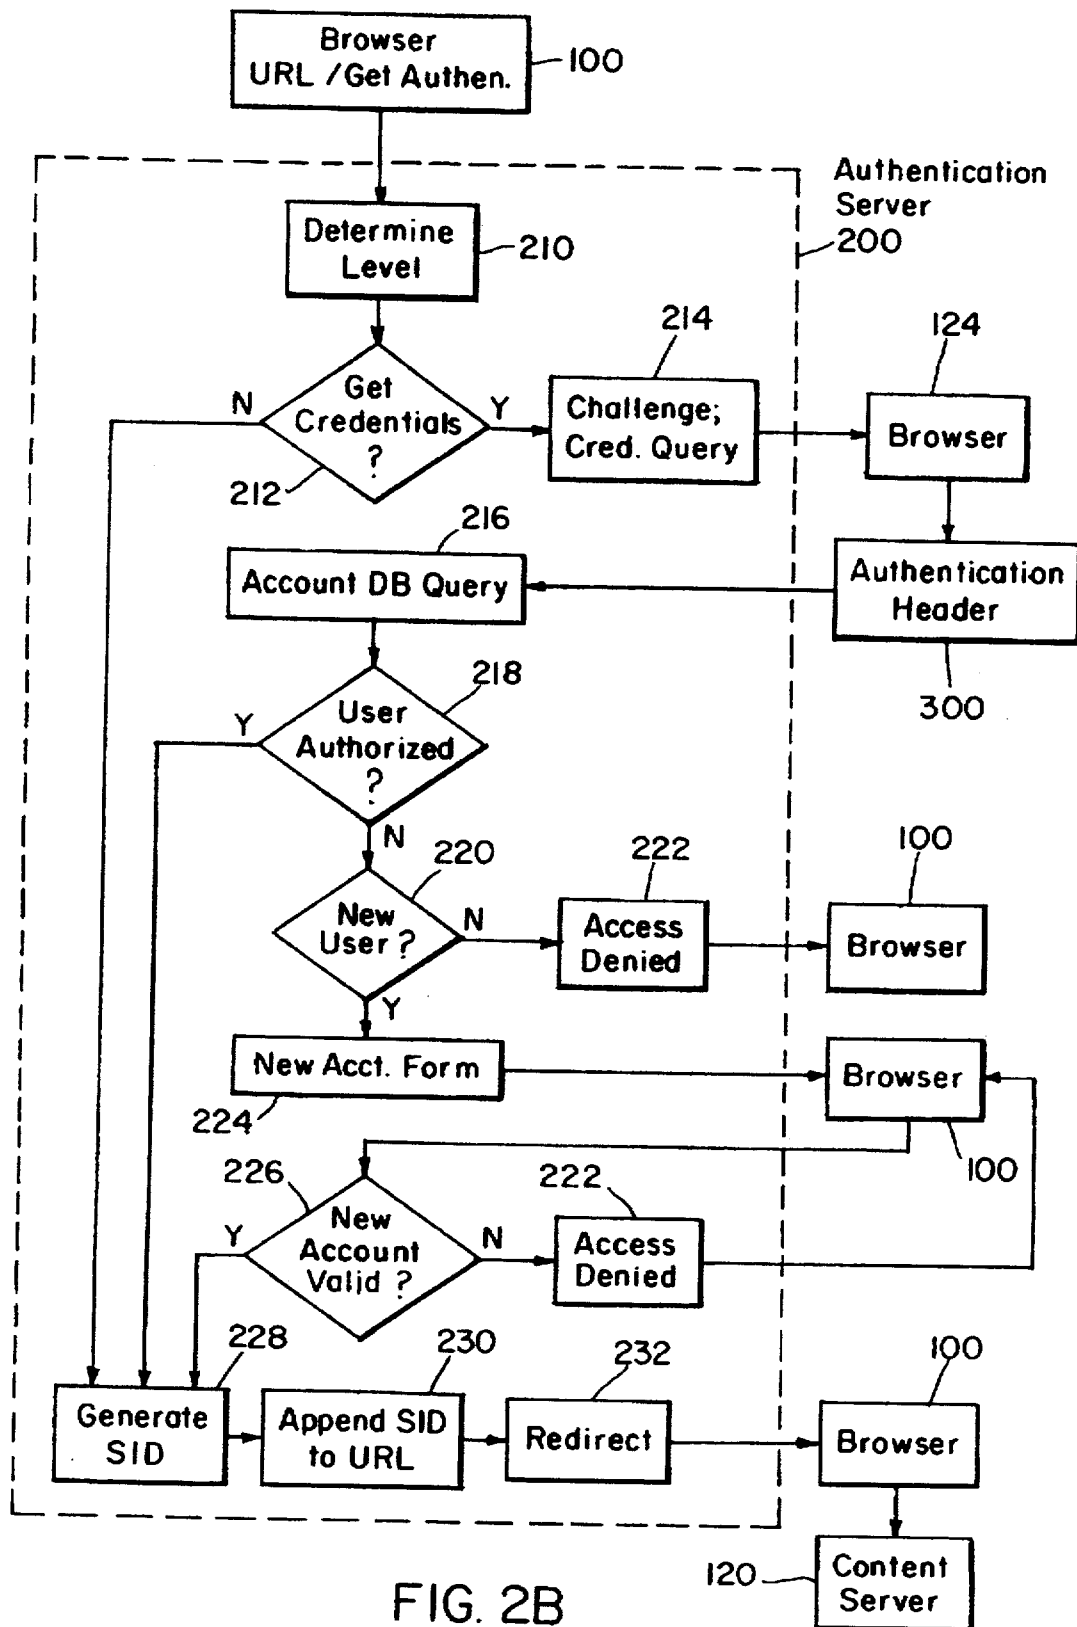 Browser
URL / Get Authen.
100
Authentication
Server
200
Determine
Level
210
214
124
N
Get
Credentials
?
Y
Challenge;
Cred. Query
Browser
212
216
Account DB Query
Authentication
Header
218
300
Y
User
Authorized
?
N
220
222
100
New
User ?
N
Access
Denied
Browser
Y
New Acct. Form
Browser
224
100
226
222
Y
New
Account
Valid ?
N
Access
Denied
228
230
232
100
Generate
SID
Append SID
to URL
Redirect
Browser
120
Content
Server
FIG. 2B